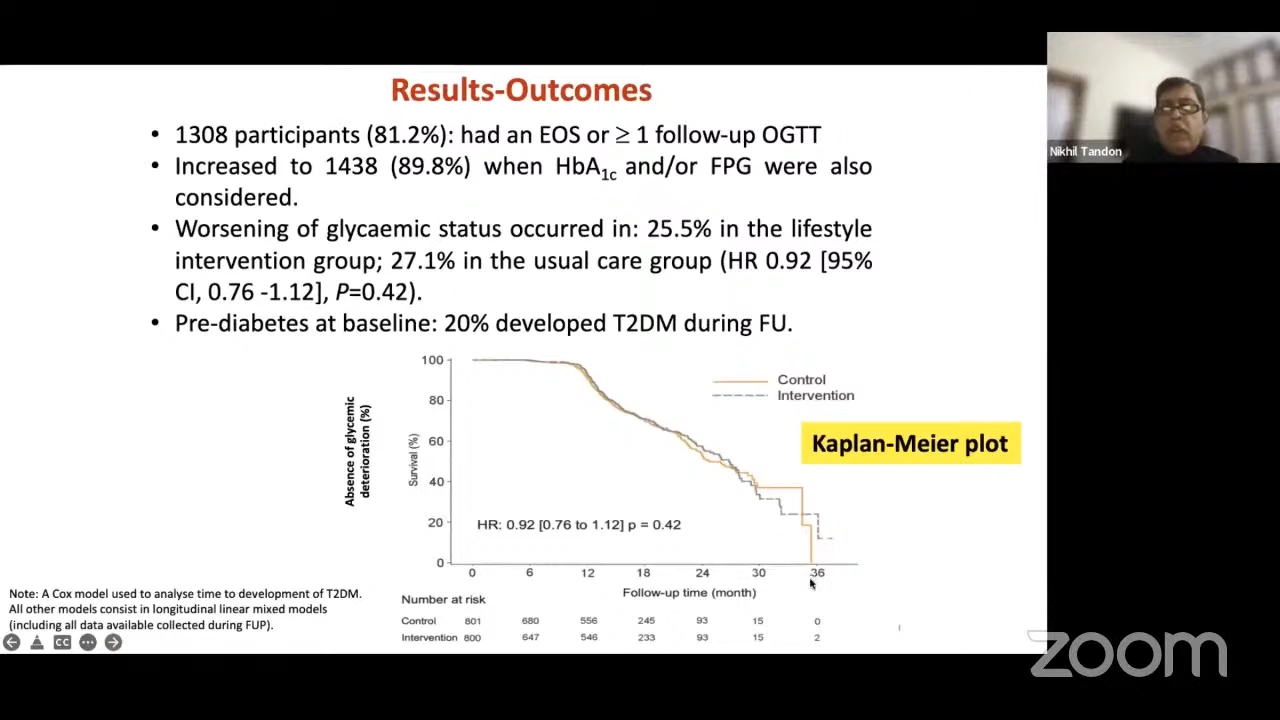 Results-Outcomes
• 1308 participants (81.2%): had an EOS or ≥ 1 follow-up OGTT
• Increased to 1438 (89.8%) when HbA1c and/or FPG were also
considered.
• Worsening of glycaemic status occurred in: 25.5% in the lifestyle
intervention group; 27.1% in the usual care group (HR 0.92 [95%
CI, 0.76 -1.12], P=0.42).
• Pre-diabetes at baseline: 20% developed T2DM during FU.
Absence of glycemic
deterioration (%)
Survival (%)
100
80
60
40
20
0
Control
Intervention
Kaplan-Meier plot
HR: 0.92 [0.76 to 1.12] p = 0.42
0 6 12 18 24 30 36
Follow-up time (month)
Number at risk
Control 801 680 556 245 93 15 0
Intervention 800 647 546 233 93 15 2
Note: A Cox model used to analyse time to development of T2DM.
All other models consist in longitudinal linear mixed models
(including all data available collected during FUP).
CC
Nikhil Tandon
zoom